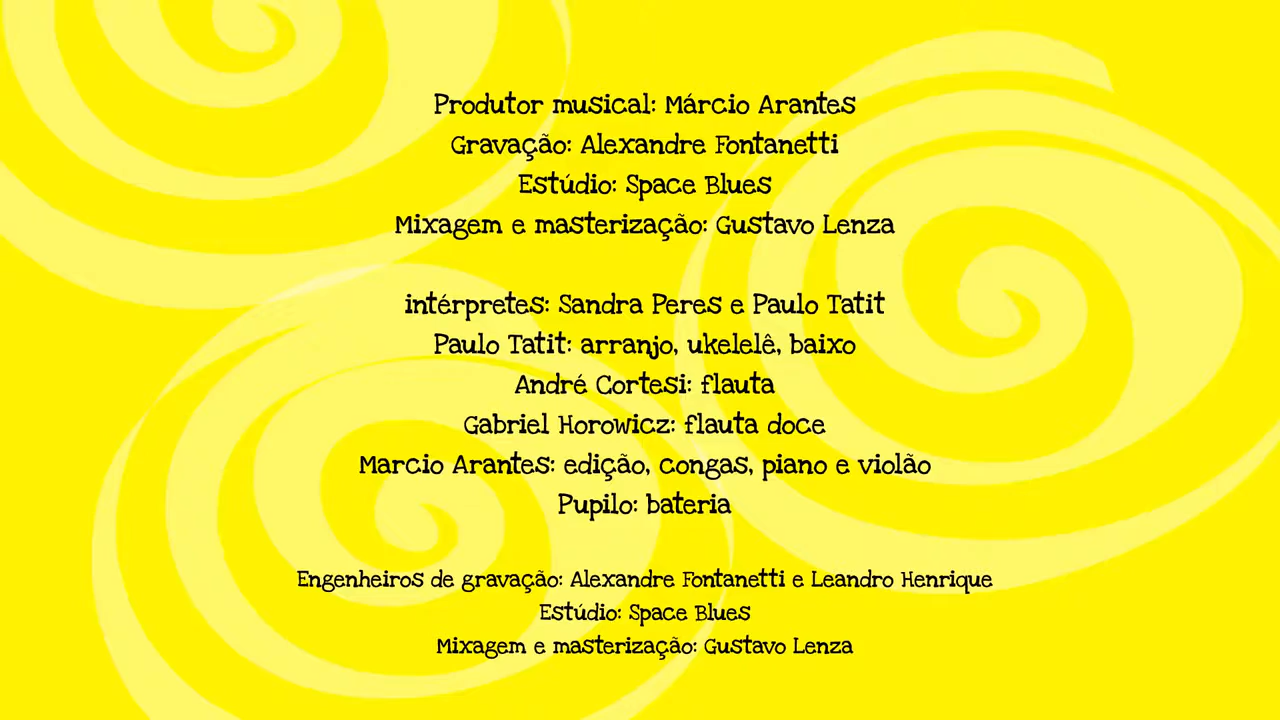 Produtor musical: Márcio Arantes
Gravação: Alexandre Fontanetti
Estúdio: Space Blues
Mixagem e masterização: Gustavo Lenza
intérpretes: Sandra Peres e Paulo Tatit
Paulo Tatit: arranjo, ukelelê, baixo
André Cortesi: flauta
Gabriel Horowicz: flauta doce
Marcio Arantes: edição, congas, piano e violão
Pupilo: bateria
Engenheiros de gravação: Alexandre Fontanetti e Leandro Henrique
Estúdio: Space Blues
Mixagem e masterização: Gustavo Lenza